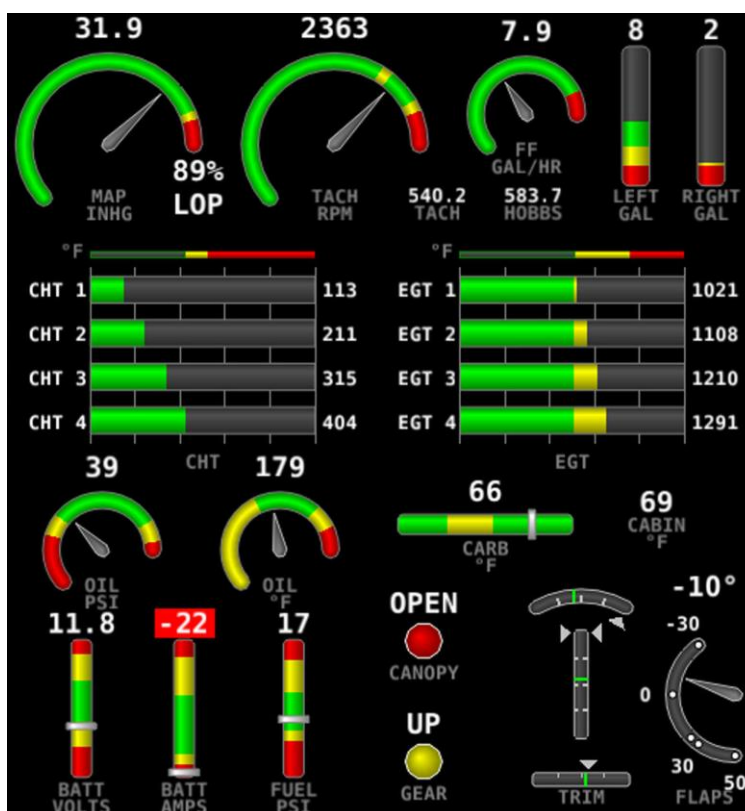 31.9 2363 7.9 8 2
89%
LOP
MAP
INHG
TACH
RPM
FF
GAL/HR
540.2
TACH
583.7
HOBBS
LEFT
GAL
RIGHT
GAL
°F
CHT 1 113
CHT 2 211
CHT 3 315
CHT 4 404
CHT
°F
EGT 1 1021
EGT 2 1108
EGT 3 1210
EGT 4 1291
EGT
39
OIL
PSI
179
OIL
°F
66
CARB
°F
69
CABIN
°F
11.8
BATT
VOLTS
-22
BATT
AMPS
17
FUEL
PSI
OPEN
CANOPY
UP
GEAR
TRIM
-10°
-30
0
30
50
FLAPS